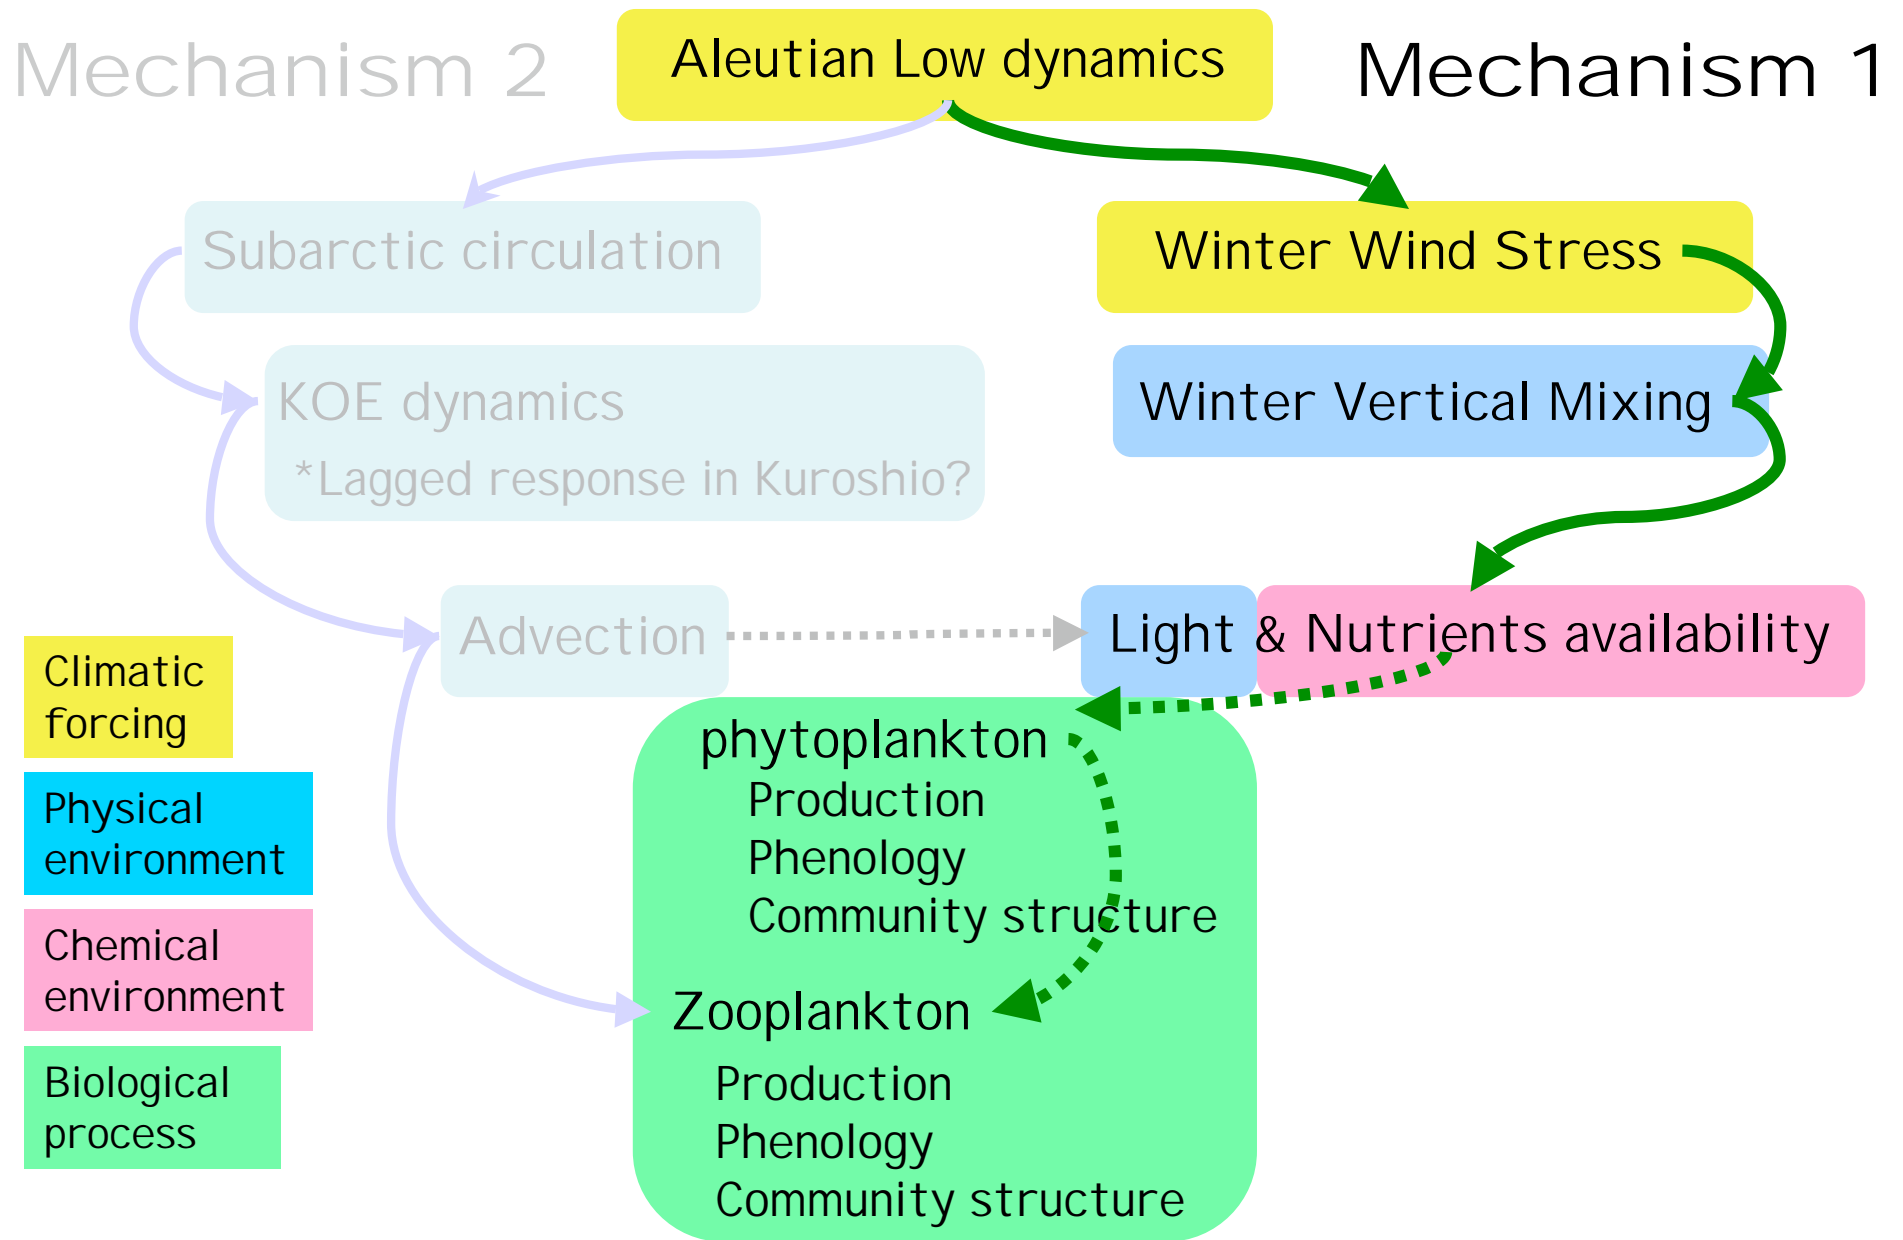 Mechanism 2
Aleutian Low dynamics
Mechanism 1
Subarctic circulation
Winter Wind Stress
KOE dynamics
*Lagged response in Kuroshio?
Winter Vertical Mixing
Advection
Light & Nutrients availability
Climatic
forcing
Physical
environment
Chemical
environment
Biological
process
phytoplankton
Production
Phenology
Community structure
Zooplankton
Production
Phenology
Community structure